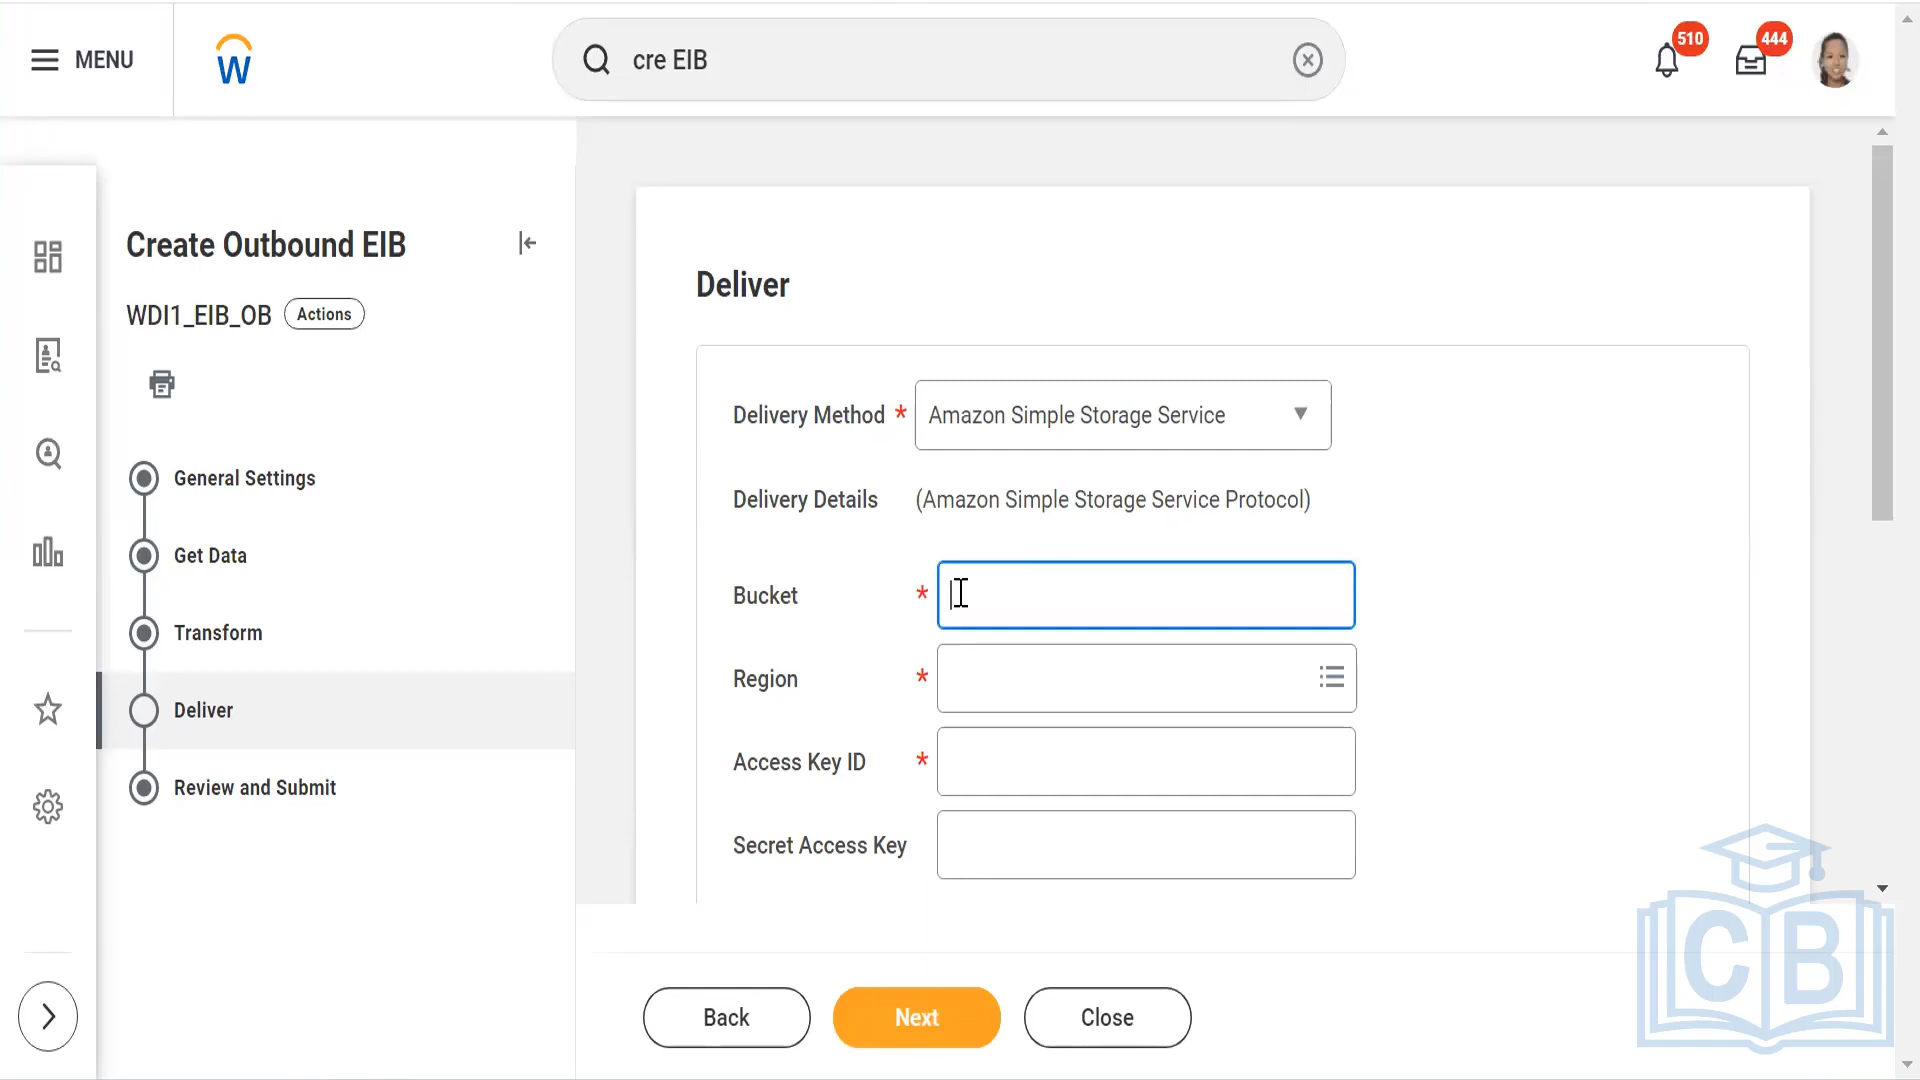 MENU
W
cre EIB
510
444
Create Outbound EIB
WDI1_EIB_OB
Actions
General Settings
Get Data
Transform
Deliver
Review and Submit
Deliver
Delivery Method *
Amazon Simple Storage Service
Delivery Details
(Amazon Simple Storage Service Protocol)
Bucket *
Region *
Access Key ID *
Secret Access Key
Back
Next
Close
CB